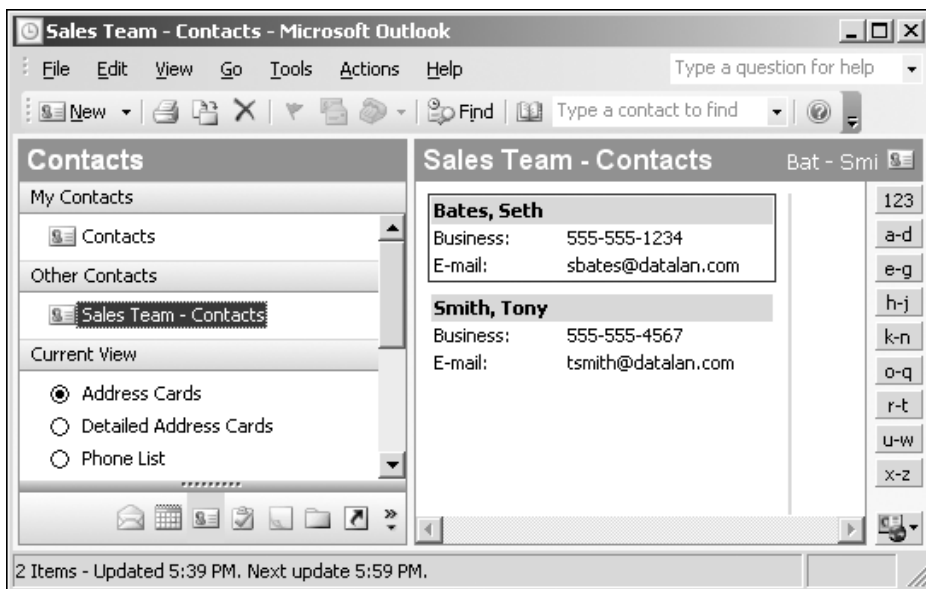 Sales Team - Contacts - Microsoft Outlook
File Edit View Go Tools Actions Help Type a question for help
New Find Type a contact to find
Contacts
My Contacts
Contacts
Other Contacts
Sales Team - Contacts
Current View
Address Cards
Detailed Address Cards
Phone List
Sales Team - Contacts Bat - Smi
Bates, Seth
Business: 555-555-1234
E-mail: sbates@datalan.com
Smith, Tony
Business: 555-555-4567
E-mail: tsmith@datalan.com
123
a-d
e-g
h-j
k-n
o-q
r-t
u-w
x-z
2 Items - Updated 5:39 PM. Next update 5:59 PM.